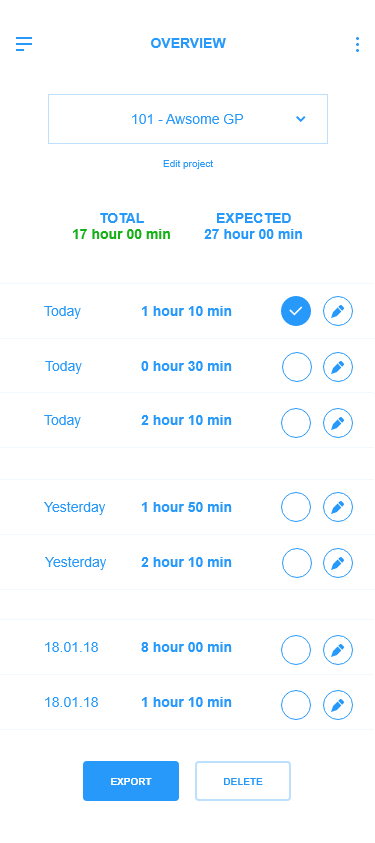 OVERVIEW
101 - Awsome GP
Edit project
TOTAL EXPECTED
17 hour 00 min 27 hour 00 min
Today 1 hour 10 min
Today 0 hour 30 min
Today 2 hour 10 min
Yesterday 1 hour 50 min
Yesterday 2 hour 10 min
18.01.18 8 hour 00 min
18.01.18 1 hour 10 min
EXPORT DELETE